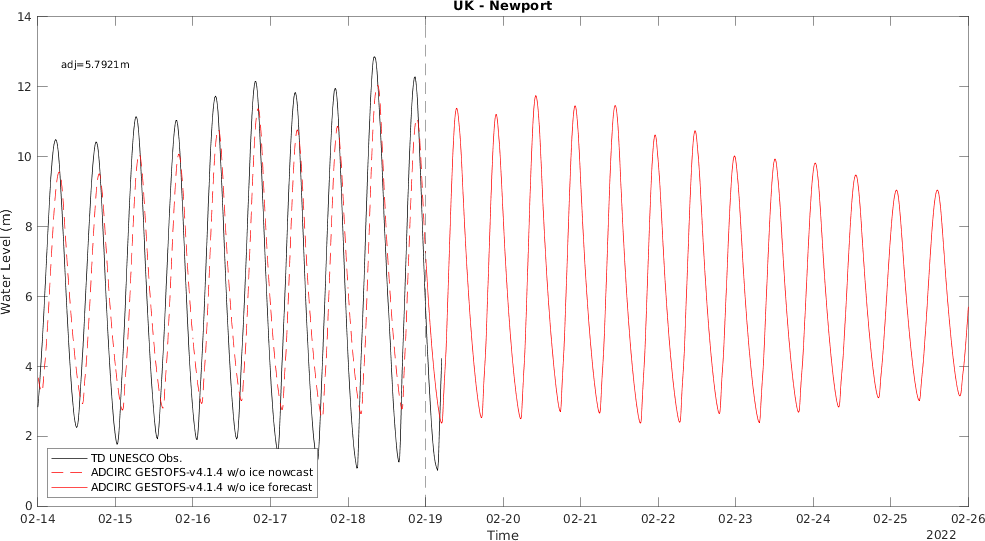 UK - Newport
14
12
10
8
6
4
2
0
Water Level (m)
adj=5.7921m
TD UNESCO Obs.
ADCIRC GESTOFS-v4.1.4 w/o ice nowcast
ADCIRC GESTOFS-v4.1.4 w/o ice forecast
02-14 02-15 02-16 02-17 02-18 02-19 02-20 02-21 02-22 02-23 02-24 02-25 02-26
Time
2022